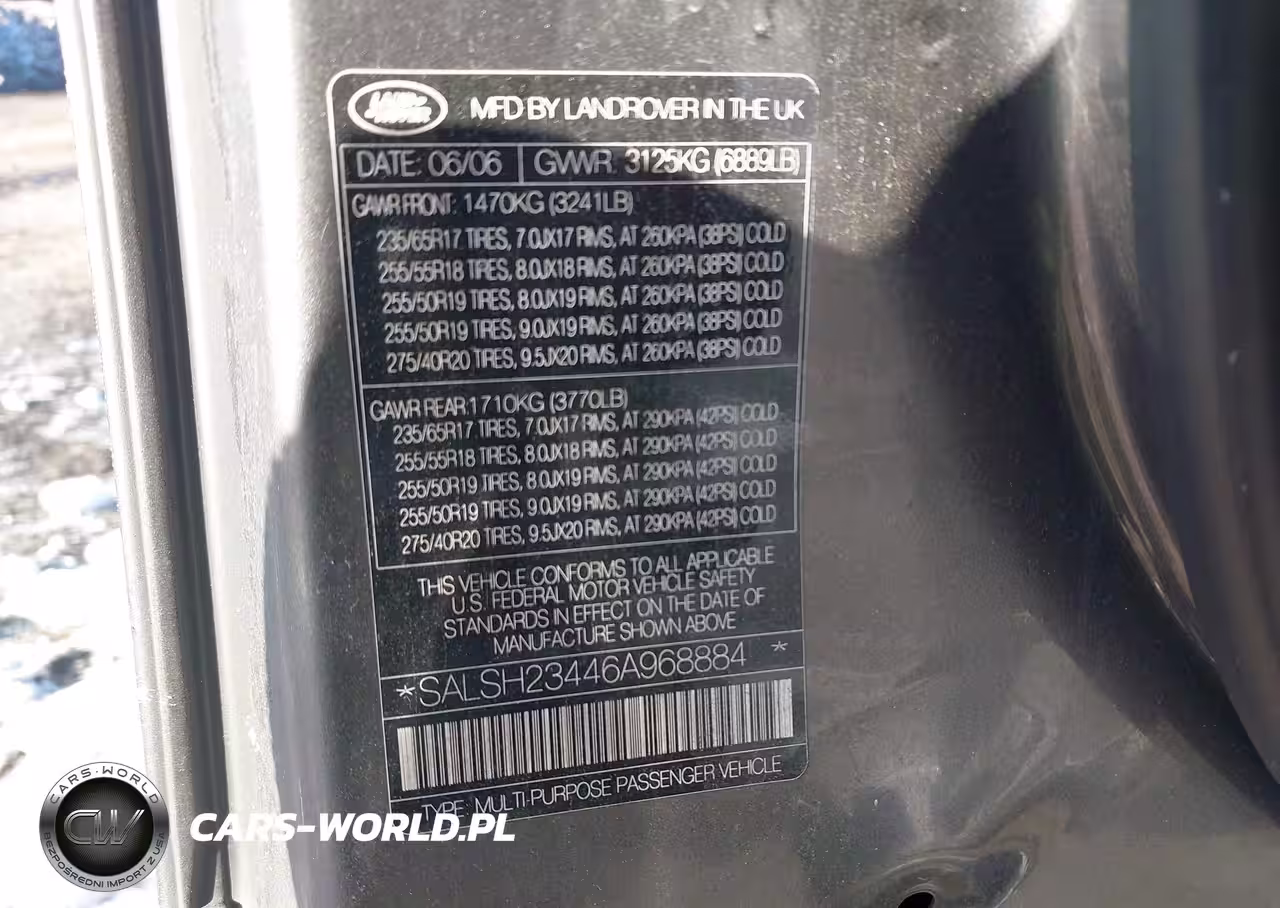 LAND ROVER
MFD BY LANDROVER IN THE UK
DATE: 06/06 GVWR: 3125KG (6889LB)
GAWR FRONT: 1470KG (3241LB)
235/65R17 TIRES, 7.0JX17 RIMS, AT 260KPA (38PSI) COLD
255/55R18 TIRES, 8.0JX18 RIMS, AT 260KPA (38PSI) COLD
255/50R19 TIRES, 8.0JX19 RIMS, AT 260KPA (38PSI) COLD
255/50R19 TIRES, 9.0JX19 RIMS, AT 260KPA (38PSI) COLD
275/40R20 TIRES, 9.5JX20 RIMS, AT 260KPA (38PSI) COLD
GAWR REAR: 1710KG (3770LB)
235/65R17 TIRES, 7.0JX17 RIMS, AT 290KPA (42PSI) COLD
255/55R18 TIRES, 8.0JX18 RIMS, AT 290KPA (42PSI) COLD
255/50R19 TIRES, 8.0JX19 RIMS, AT 290KPA (42PSI) COLD
255/50R19 TIRES, 9.0JX19 RIMS, AT 290KPA (42PSI) COLD
275/40R20 TIRES, 9.5JX20 RIMS, AT 290KPA (42PSI) COLD
THIS VEHICLE CONFORMS TO ALL APPLICABLE
U.S. FEDERAL MOTOR VEHICLE SAFETY
STANDARDS IN EFFECT ON THE DATE OF
MANUFACTURE SHOWN ABOVE
*SALSH23446A968884 *
TYPE: MULTI-PURPOSE PASSENGER VEHICLE
CARS-WORLD
CW
BEZPOŚREDNI IMPORT Z USA
CARS-WORLD.PL